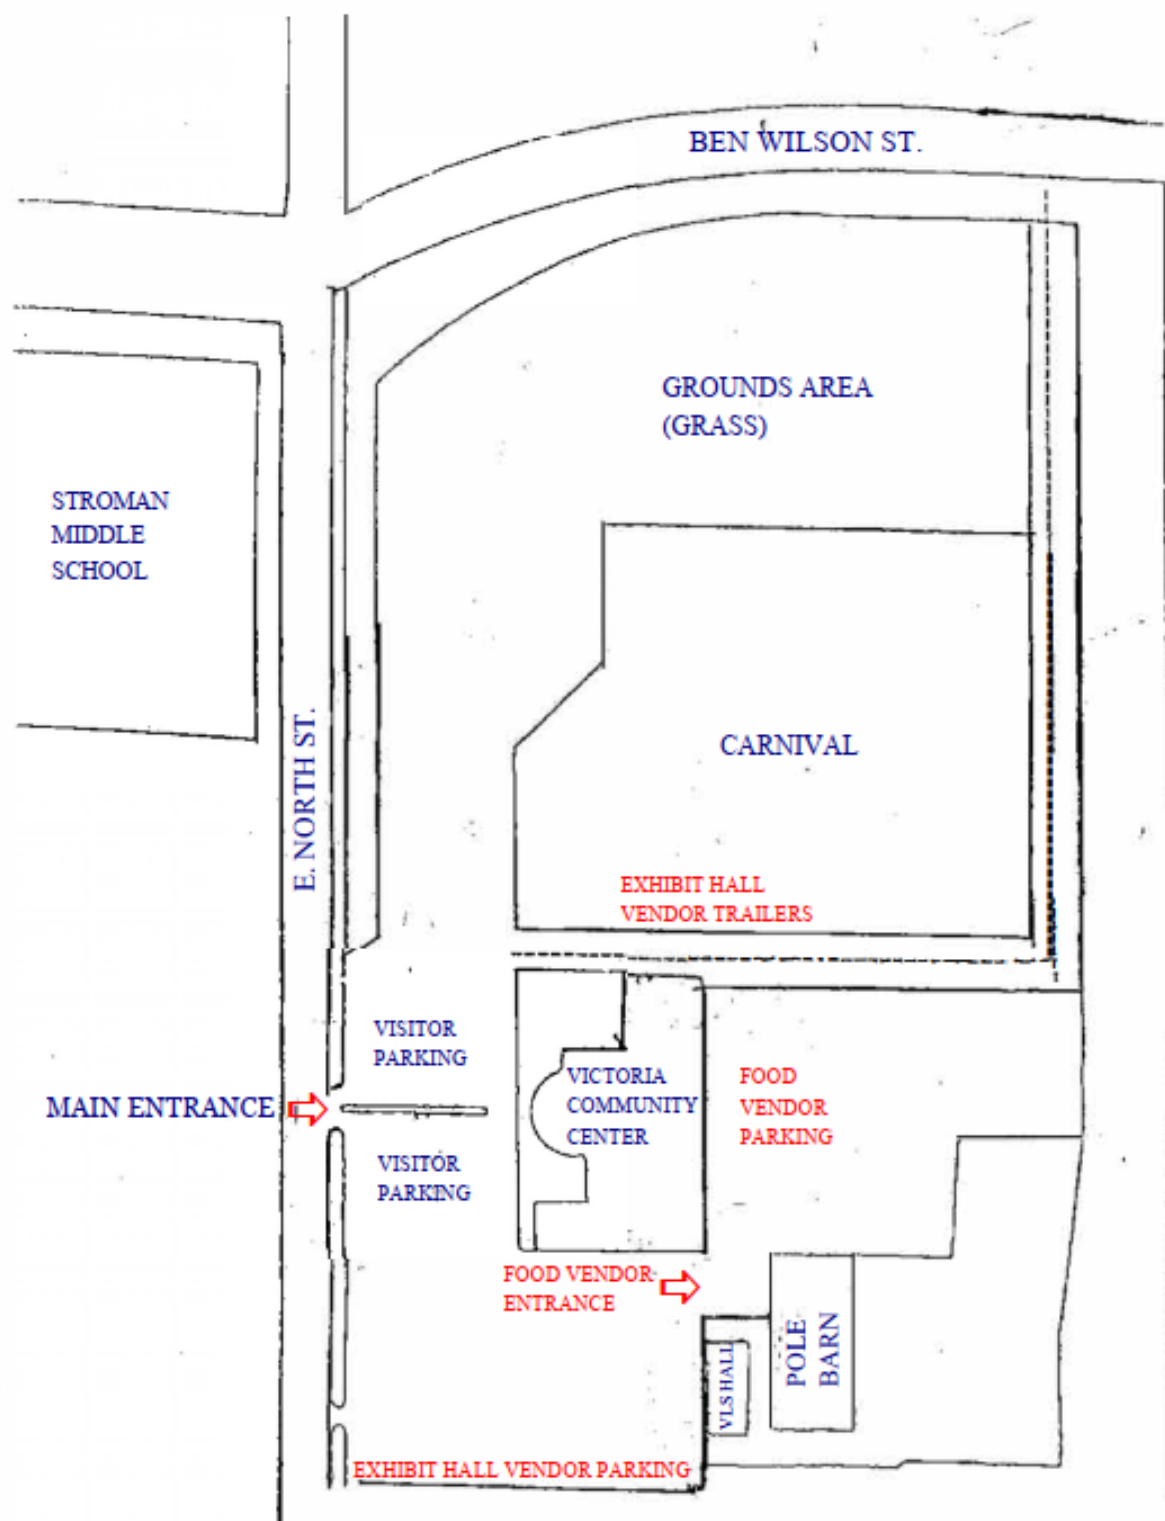 BEN WILSON ST.
GROUNDS AREA
(GRASS)
STROMAN
MIDDLE
SCHOOL
E. NORTH ST.
CARNIVAL
EXHIBIT HALL
VENDOR TRAILERS
VISITOR
PARKING
MAIN ENTRANCE
VICTORIA
COMMUNITY
CENTER
FOOD
VENDOR
PARKING
VISITOR
PARKING
FOOD VENDOR
ENTRANCE
POLE
BARN
VLS HALL
EXHIBIT HALL VENDOR PARKING